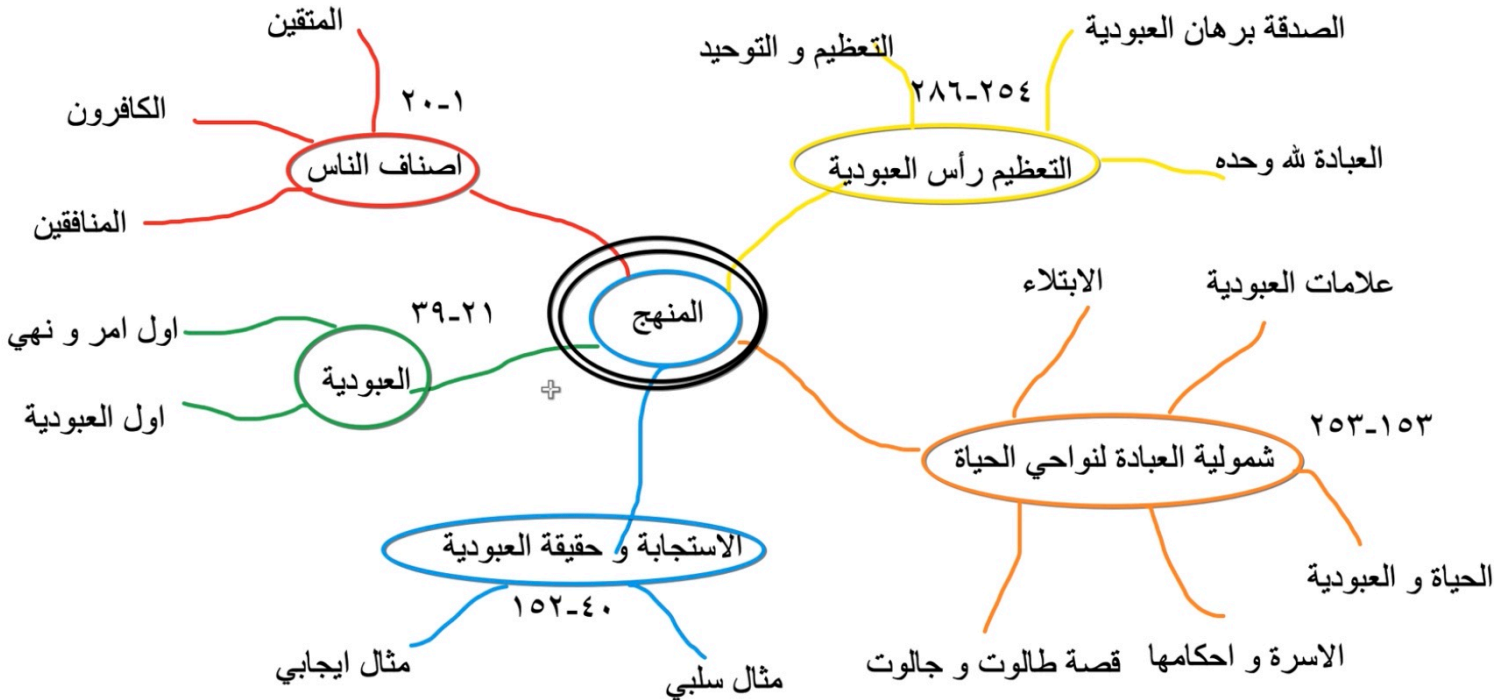 المنهج
اصناف الناس
١-٢٠
المتقين
الكافرون
المنافقين
العبودية
٢١-٣٩
اول امر و نهي
اول العبودية
الاستجابة و حقيقة العبودية
٤٠-١٥٢
مثال سلبي
مثال ايجابي
شمولية العبادة لنواحي الحياة
١٥٣-٢٥٣
علامات العبودية
الابتلاء
الحياة و العبودية
الاسرة و احكامها
قصة طالوت و جالوت
التعظيم رأس العبودية
٢٥٤-٢٨٦
الصدقة برهان العبودية
التعظيم و التوحيد
العبادة لله وحده